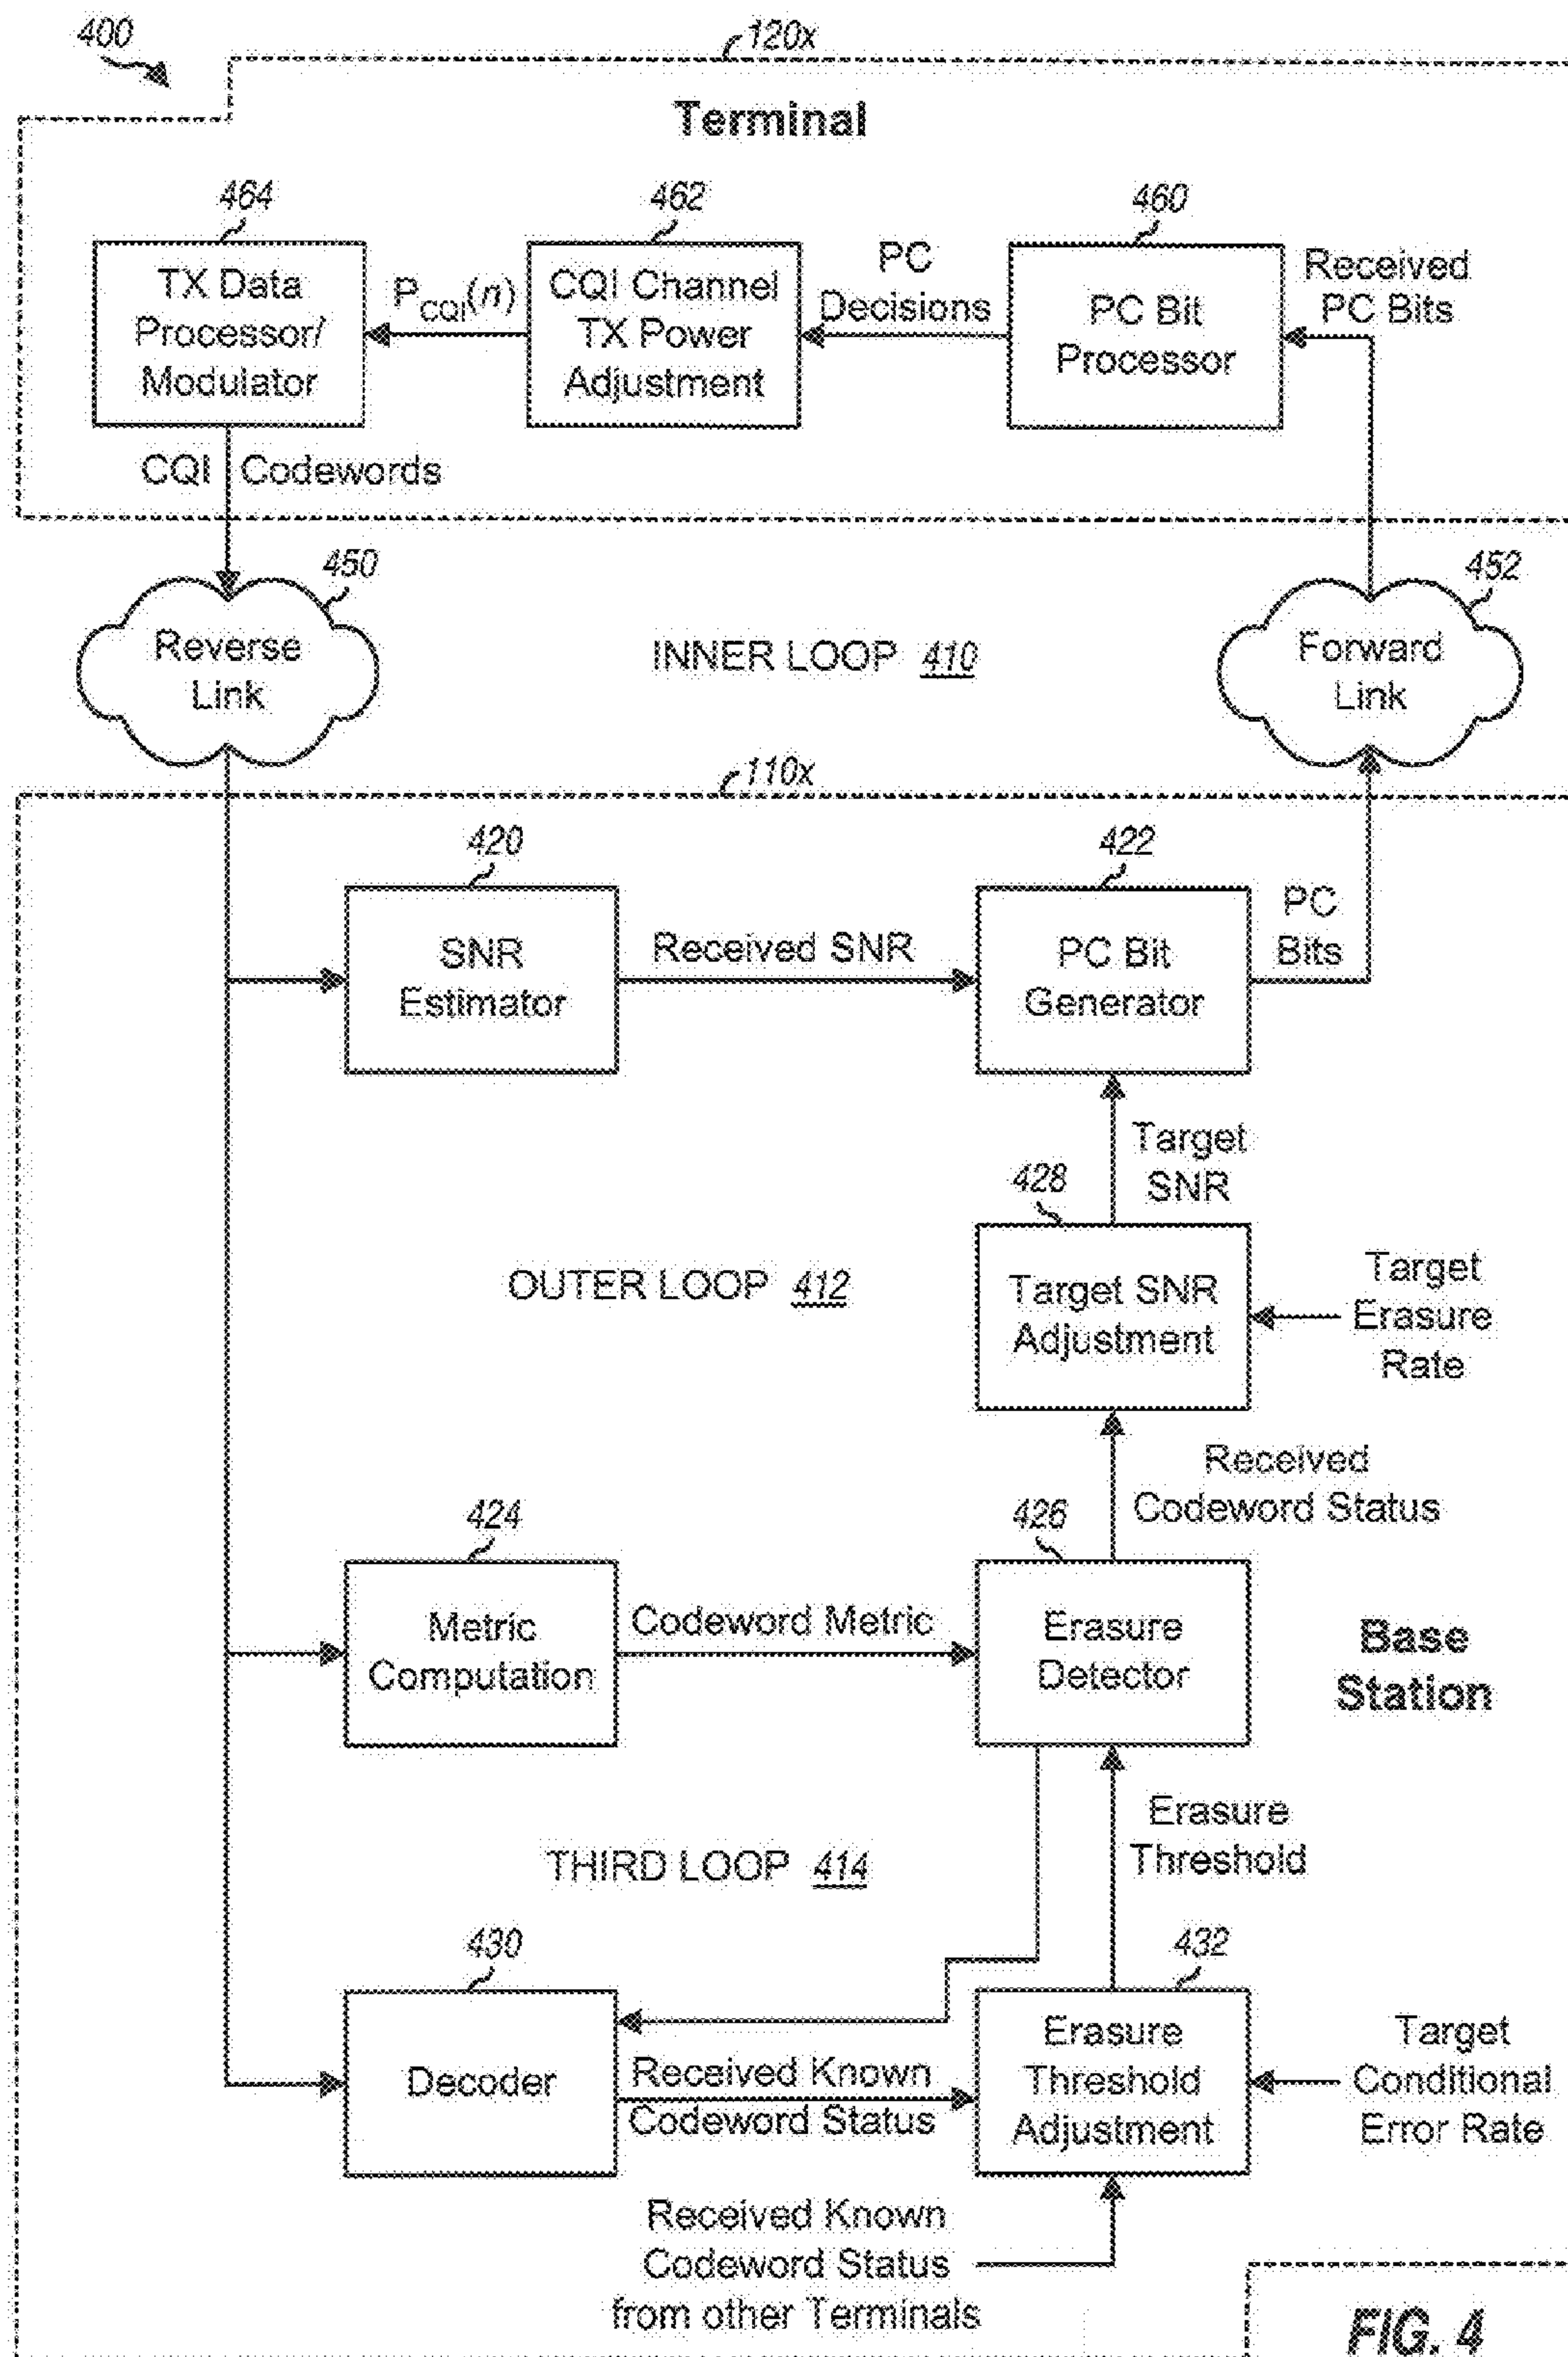 400
120x
Terminal
464
462
460
TX Data
Processor/
Modulator
P_CQI(n)
CQI Channel
TX Power
Adjustment
PC
Decisions
PC Bit
Processor
Received
PC Bits
CQI Codewords
450
452
Reverse
Link
INNER LOOP 410
Forward
Link
110x
420
422
SNR
Estimator
Received SNR
PC Bit
Generator
PC
Bits
Target
SNR
428
OUTER LOOP 412
Target SNR
Adjustment
Target
Erasure
Rate
Received
Codeword Status
424
426
Metric
Computation
Codeword Metric
Erasure
Detector
Base
Station
Erasure
Threshold
THIRD LOOP 414
430
432
Decoder
Received Known
Codeword Status
Erasure
Threshold
Adjustment
Target
Conditional
Error Rate
Received Known
Codeword Status
from other Terminals
FIG. 4